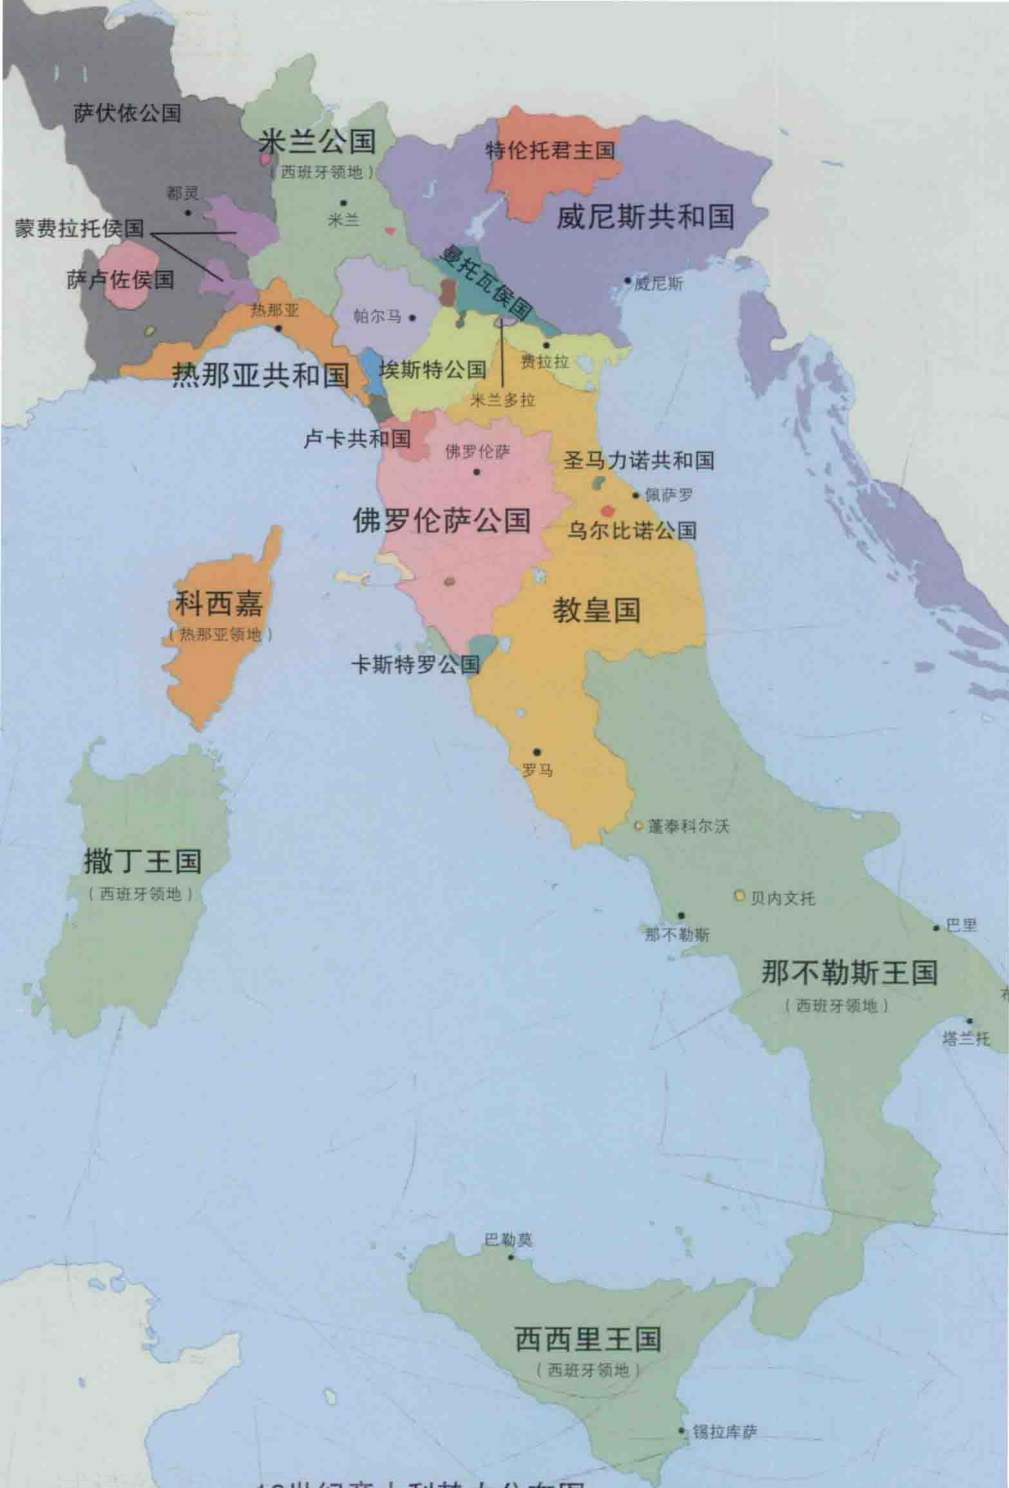 萨伏依公国
米兰公国
（西班牙领地）
特伦托君主国
都灵
米兰
威尼斯共和国
蒙费拉托侯国
萨卢佐侯国
曼托瓦侯国
威尼斯
热那亚
帕尔马
费拉拉
热那亚共和国
埃斯特公国
米兰多拉
卢卡共和国
佛罗伦萨
圣马力诺共和国
佩萨罗
佛罗伦萨公国
乌尔比诺公国
科西嘉
（热那亚领地）
教皇国
卡斯特罗公国
罗马
蓬泰科尔沃
撒丁王国
（西班牙领地）
贝内文托
那不勒斯
巴里
那不勒斯王国
（西班牙领地）
塔兰托
巴勒莫
西西里王国
（西班牙领地）
锡拉库萨